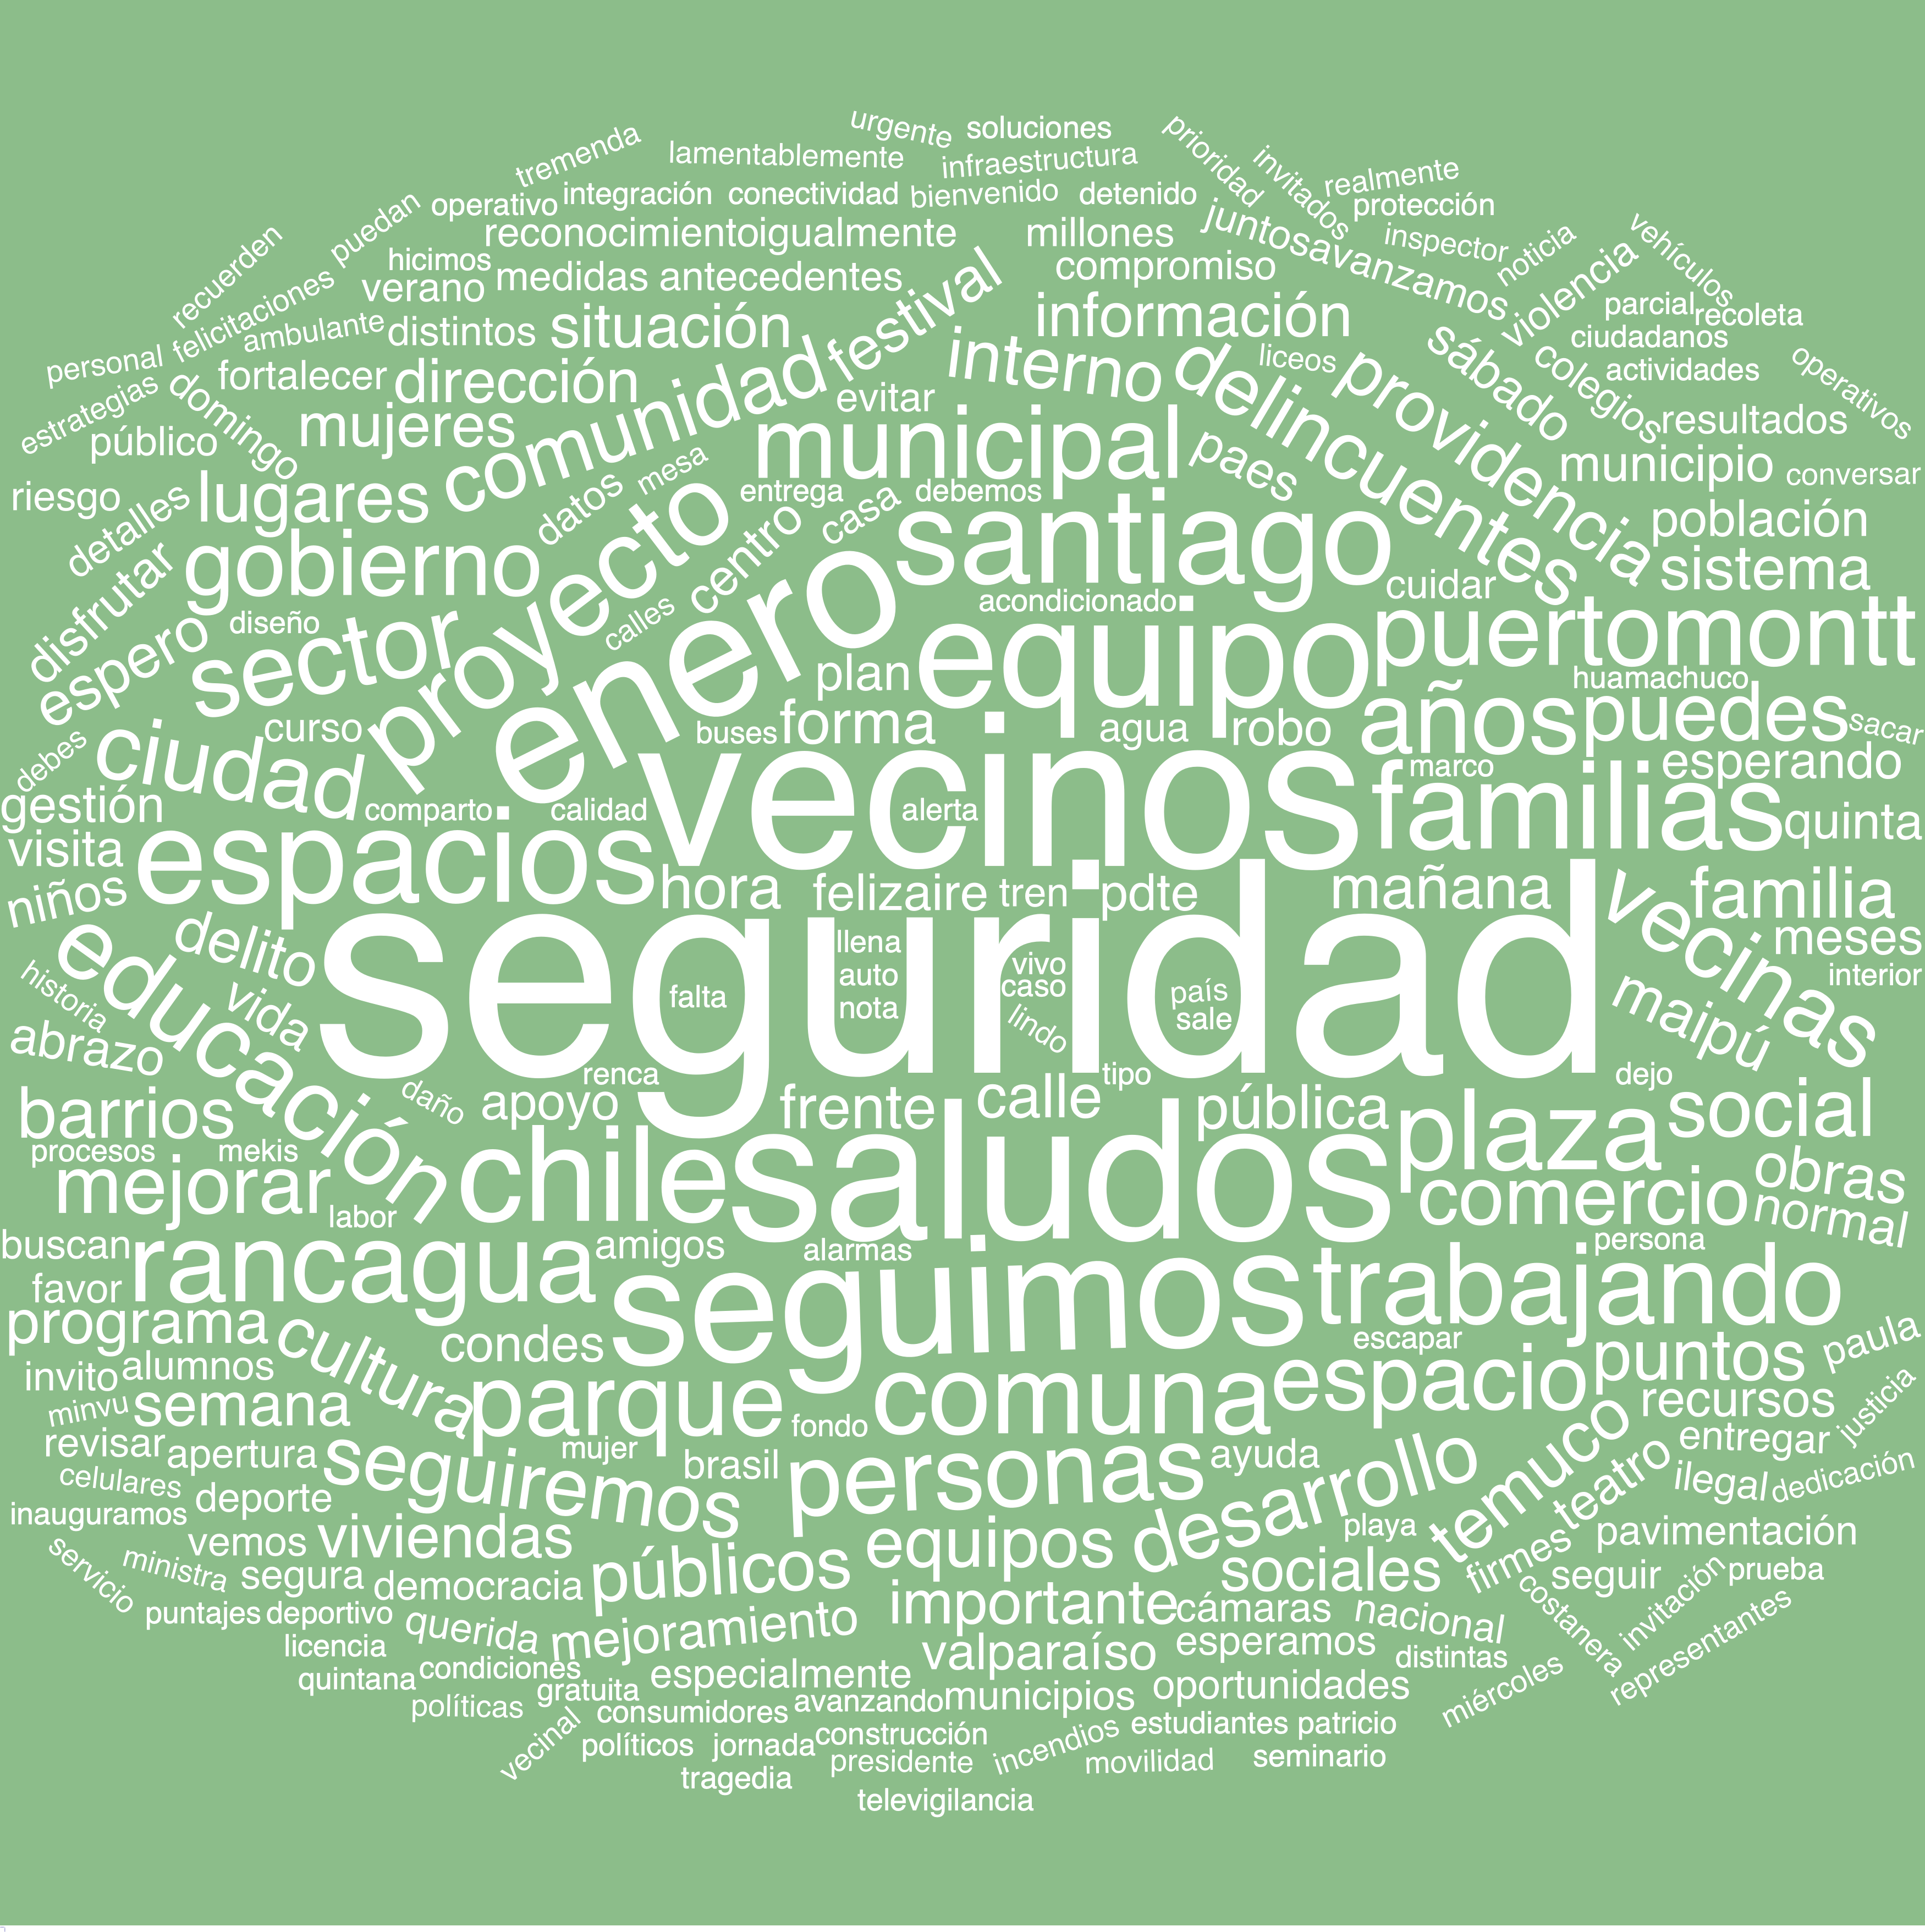 urgente
soluciones
prioridad
tremenda
lamentablemente
infraestructura
invitados
realmente
operativo
integración
conectividad
bienvenido
detenido
protección
recuerden
puedan
reconocimiento
igualmente
millones
juntos
avanzamos
inspector
noticia
vehículos
hicimos
medidas
antecedentes
festival
compromiso
violencia
felicitaciones
verano
parcial
recoleta
ambulante
distintos
situación
información
sábado
ciudadanos
personal
fortalecer
dirección
comunidad
interno
delincuentes
liceos
providencia
colegios
actividades
operativos
estrategias
domingo
mujeres
evitar
municipal
resultados
público
paes
municipio
conversar
riesgo
detalles
lugares
datos
mesa
entrega
debemos
santiago
población
disfrutar
gobierno
proyecto
centro
casa
enero
cuidar
sistema
acondicionado
espero
diseño
sector
calles
plan
equipo
puertomontt
huamachuco
debes
ciudad
curso
buses
forma
agua
robo
años
puedes
sacar
marco
esperando
gestión
comparto
calidad
vecinos
alerta
familias
quinta
visita
espacios
hora
felizaire
tren
pdte
mañana
vecinas
familia
niños
delito
llena
meses
historia
vida
seguridad
falta
auto
nota
vivo
caso
país
sale
lindo
interior
maipú
abrazo
educación
renca
tipo
dejo
barrios
daño
apoyo
frente
calle
pública
plaza
social
procesos
mekis
mejorar
chile
saludos
comercio
obras
normal
labor
buscan
rancagua
amigos
alarmas
persona
favor
seguimos
trabajando
programa
cultura
condes
escapar
puntos
paula
invito
alumnos
parque
comuna
espacio
minvu
semana
fondo
recursos
justicia
revisar
apertura
seguiremos
mujer
brasil
personas
ayuda
desarrollo
temuco
entregar
celulares
deporte
teatro
ilegal
dedicación
inauguramos
vemos
viviendas
equipos
playa
pavimentación
servicio
ministra
segura
democracia
públicos
sociales
firmes
seguir
prueba
puntajes
deportivo
querida
mejoramiento
importante
cámaras
nacional
costanera
invitación
representantes
licencia
valparaíso
esperamos
distintas
quintana
condiciones
especialmente
oportunidades
miércoles
políticas
gratuita
consumidores
avanzando
municipios
estudiantes
patricio
vecinal
políticos
jornada
construcción
presidente
incendios
movilidad
seminario
tragedia
televigilancia